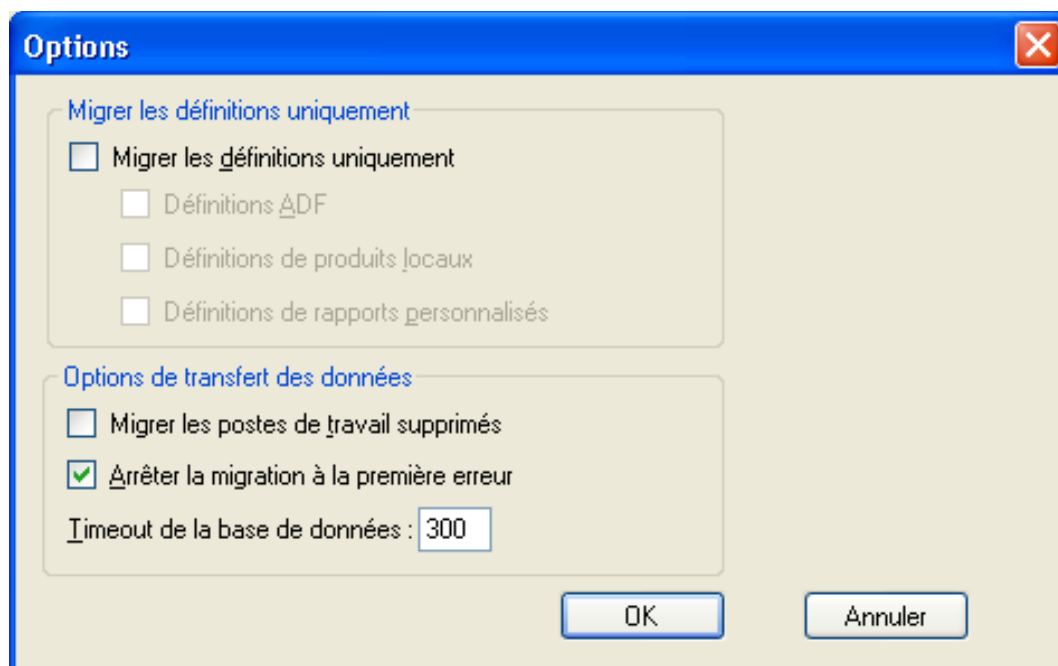 Options
Migrer les définitions uniquement
Migrer les définitions uniquement
Définitions ADF
Définitions de produits locaux
Définitions de rapports personnalisés
Options de transfert des données
Migrer les postes de travail supprimés
Arrêter la migration à la première erreur
Timeout de la base de données : 300
OK Annuler